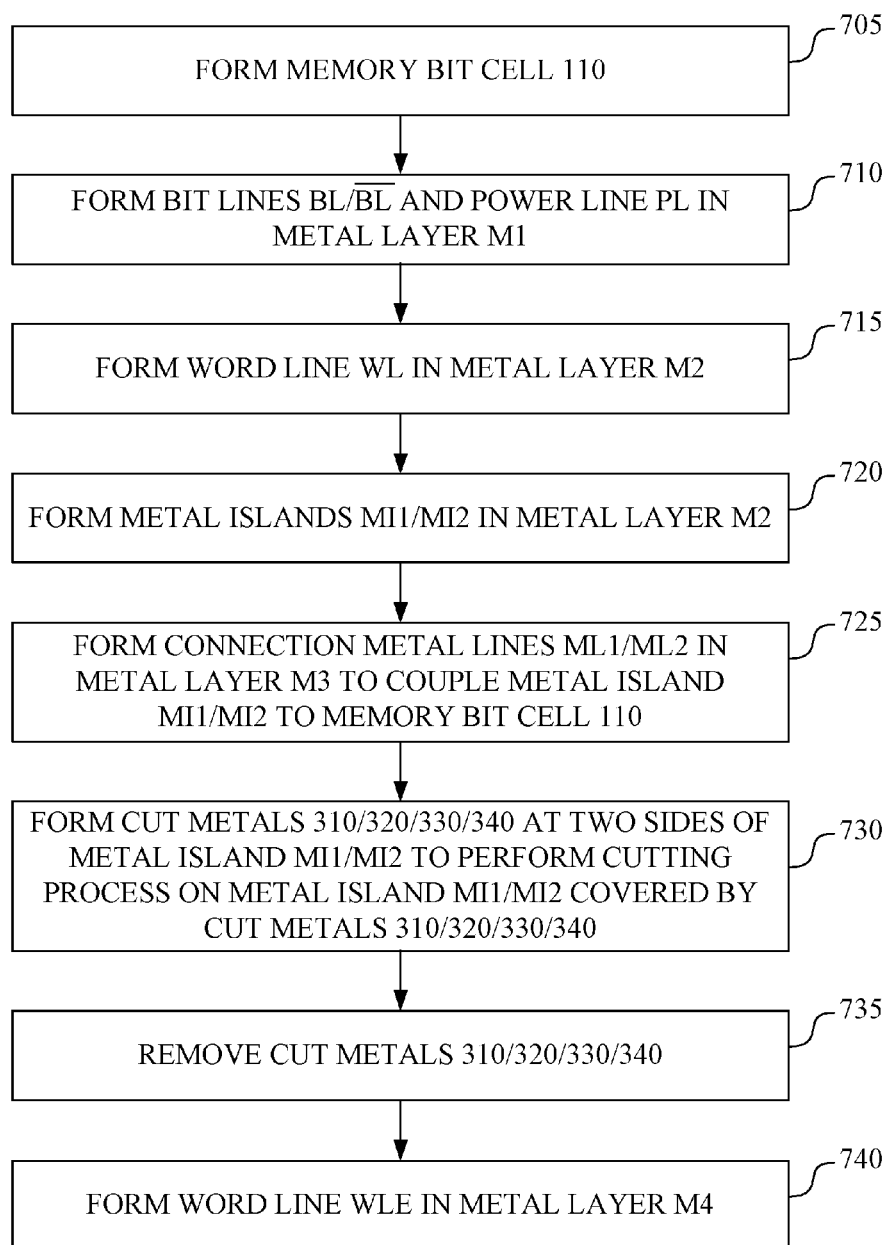 705
FORM MEMORY BIT CELL 110
710
FORM BIT LINES BL/B̅L̅ AND POWER LINE PL IN
METAL LAYER M1
715
FORM WORD LINE WL IN METAL LAYER M2
720
FORM METAL ISLANDS MI1/MI2 IN METAL LAYER M2
725
FORM CONNECTION METAL LINES ML1/ML2 IN
METAL LAYER M3 TO COUPLE METAL ISLAND
MI1/MI2 TO MEMORY BIT CELL 110
730
FORM CUT METALS 310/320/330/340 AT TWO SIDES OF
METAL ISLAND MI1/MI2 TO PERFORM CUTTING
PROCESS ON METAL ISLAND MI1/MI2 COVERED BY
CUT METALS 310/320/330/340
735
REMOVE CUT METALS 310/320/330/340
740
FORM WORD LINE WLE IN METAL LAYER M4